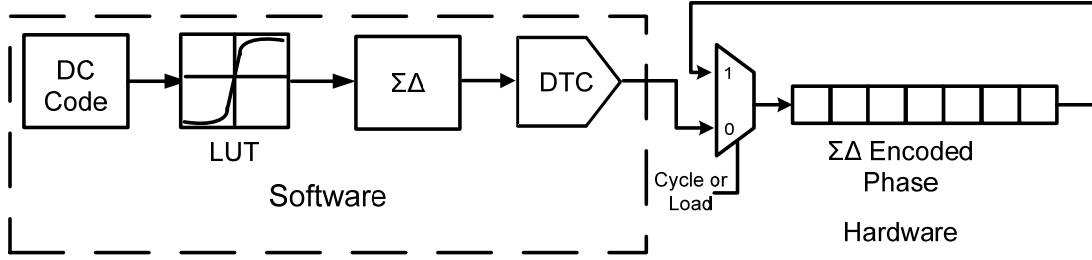 DC
Code
LUT
ΣΔ
DTC
Software
1
0
Cycle or
Load
ΣΔ Encoded
Phase
Hardware